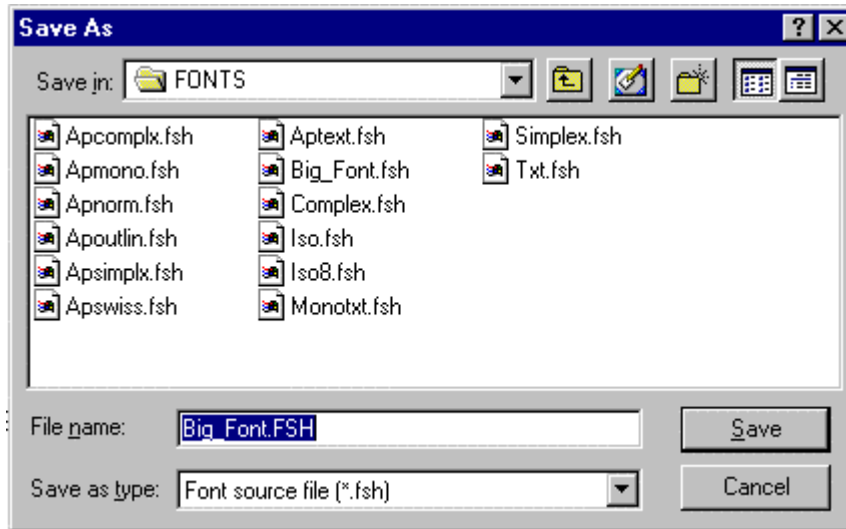 Save As
Save in: FONTS
Apcomplx.fsh Aptext.fsh Simplex.fsh
Apmono.fsh Big_Font.fsh Txt.fsh
Apnorm.fsh Complex.fsh
Apoutlin.fsh Iso.fsh
Apsimplx.fsh Iso8.fsh
Apswiss.fsh Monotxt.fsh
File name: Big_Font.FSH Save
Save as type: Font source file (*.fsh) Cancel